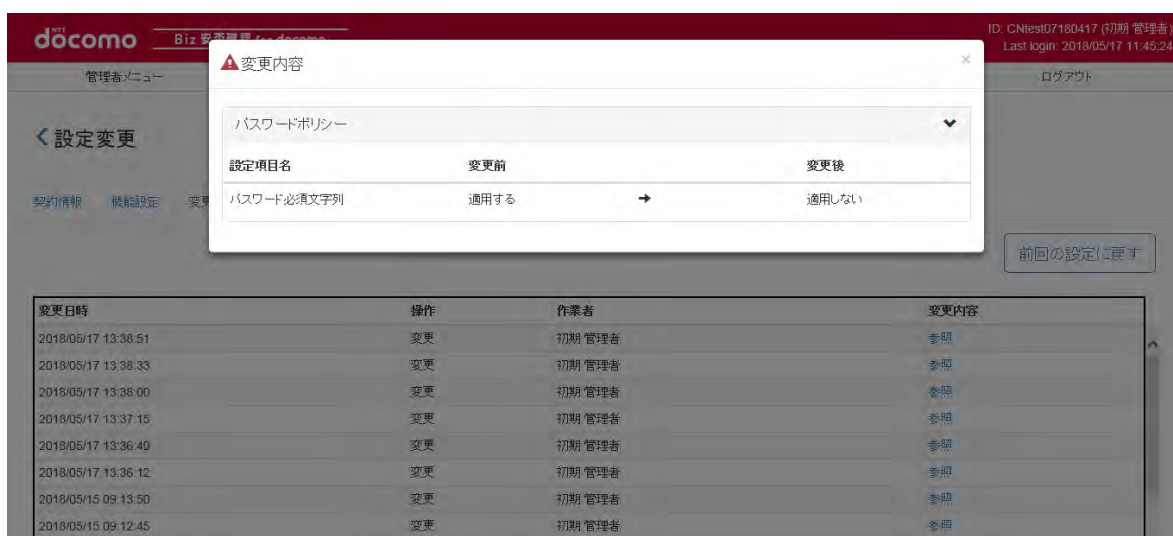 NTT
döcomo Biz 安否確認 for docomo
ID: CNtest07180417 (初期 管理者)
Last login: 2018/05/17 11:45:24
管理者メニュー
ログアウト
変更内容 ×
パスワードポリシー
設定項目名 変更前 変更後
パスワード必須文字列 適用する → 適用しない
設定変更
契約情報 機能設定 変更
前回の設定に戻す
変更日時 操作 作業者 変更内容
2018/05/17 13:38:51 変更 初期 管理者 参照
2018/05/17 13:38:33 変更 初期 管理者 参照
2018/05/17 13:38:00 変更 初期 管理者 参照
2018/05/17 13:37:15 変更 初期 管理者 参照
2018/05/17 13:36:40 変更 初期 管理者 参照
2018/05/17 13:36:12 変更 初期 管理者 参照
2018/05/15 09:13:50 変更 初期 管理者 参照
2018/05/15 09:12:45 変更 初期 管理者 参照